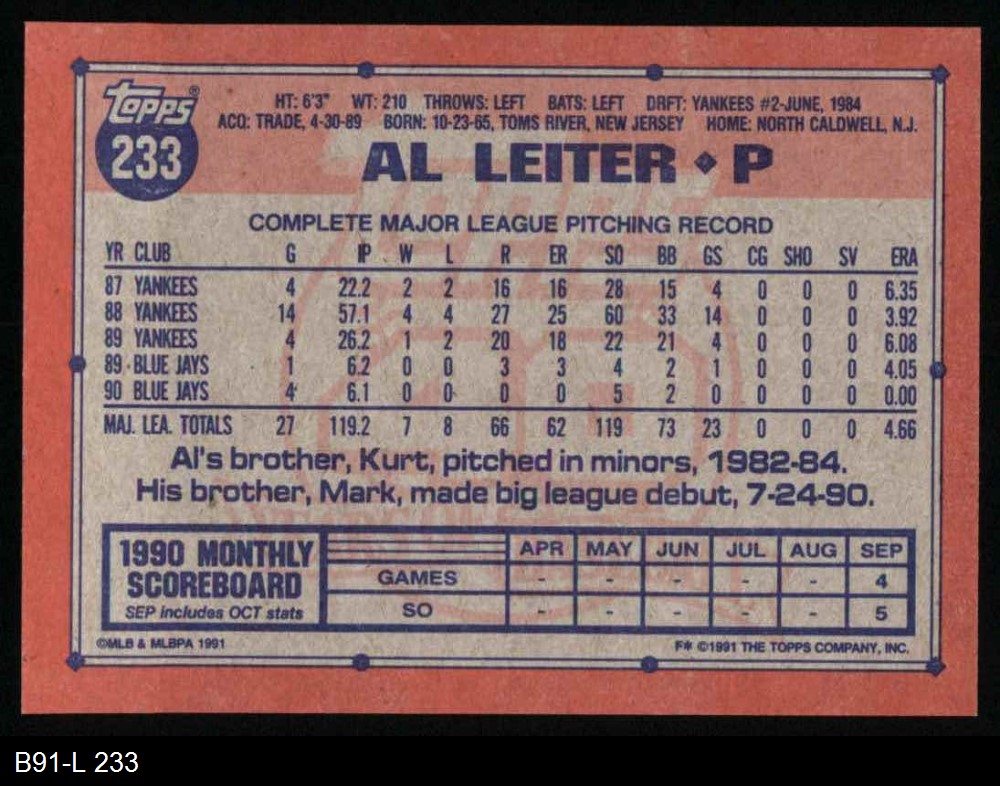 Topps®
233
HT: 6'3" WT: 210 THROWS: LEFT BATS: LEFT DRFT: YANKEES #2-JUNE, 1984
ACQ: TRADE, 4-30-89 BORN: 10-23-65, TOMS RIVER, NEW JERSEY HOME: NORTH CALDWELL, N.J.
AL LEITER ◆ P
COMPLETE MAJOR LEAGUE PITCHING RECORD
YR CLUB G IP W L R ER SO BB GS CG SHO SV ERA
87 YANKEES 4 22.2 2 2 16 16 28 15 4 0 0 0 6.35
88 YANKEES 14 57.1 4 4 27 25 60 33 14 0 0 0 3.92
89 YANKEES 4 26.2 1 2 20 18 22 21 4 0 0 0 6.08
89 BLUE JAYS 1 6.2 0 0 3 3 4 2 1 0 0 0 4.05
90 BLUE JAYS 4 6.1 0 0 0 0 5 2 0 0 0 0 0.00
MAJ. LEA. TOTALS 27 119.2 7 8 66 62 119 73 23 0 0 0 4.66
Al's brother, Kurt, pitched in minors, 1982-84.
His brother, Mark, made big league debut, 7-24-90.
1990 MONTHLY
SCOREBOARD
SEP includes OCT stats
APR MAY JUN JUL AUG SEP
GAMES - - - - - 4
SO - - - - - 5
©MLB & MLBPA 1991
F* ©1991 THE TOPPS COMPANY, INC.
B91-L 233